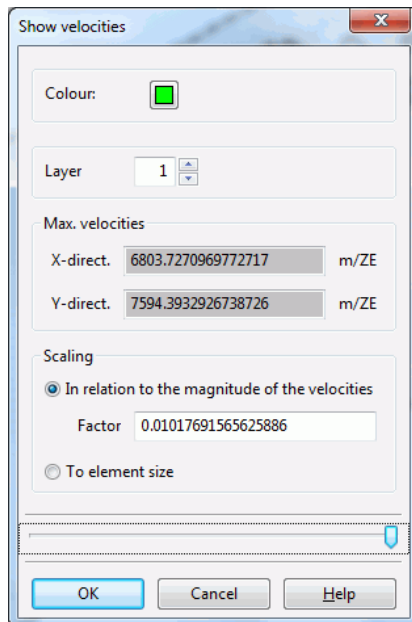 Show velocities
Colour:
Layer 1
Max. velocities
X-direct. 6803.7270969772717 m/ZE
Y-direct. 7594.3932926738726 m/ZE
Scaling
In relation to the magnitude of the velocities
Factor 0.01017691565625886
To element size
OK Cancel Help